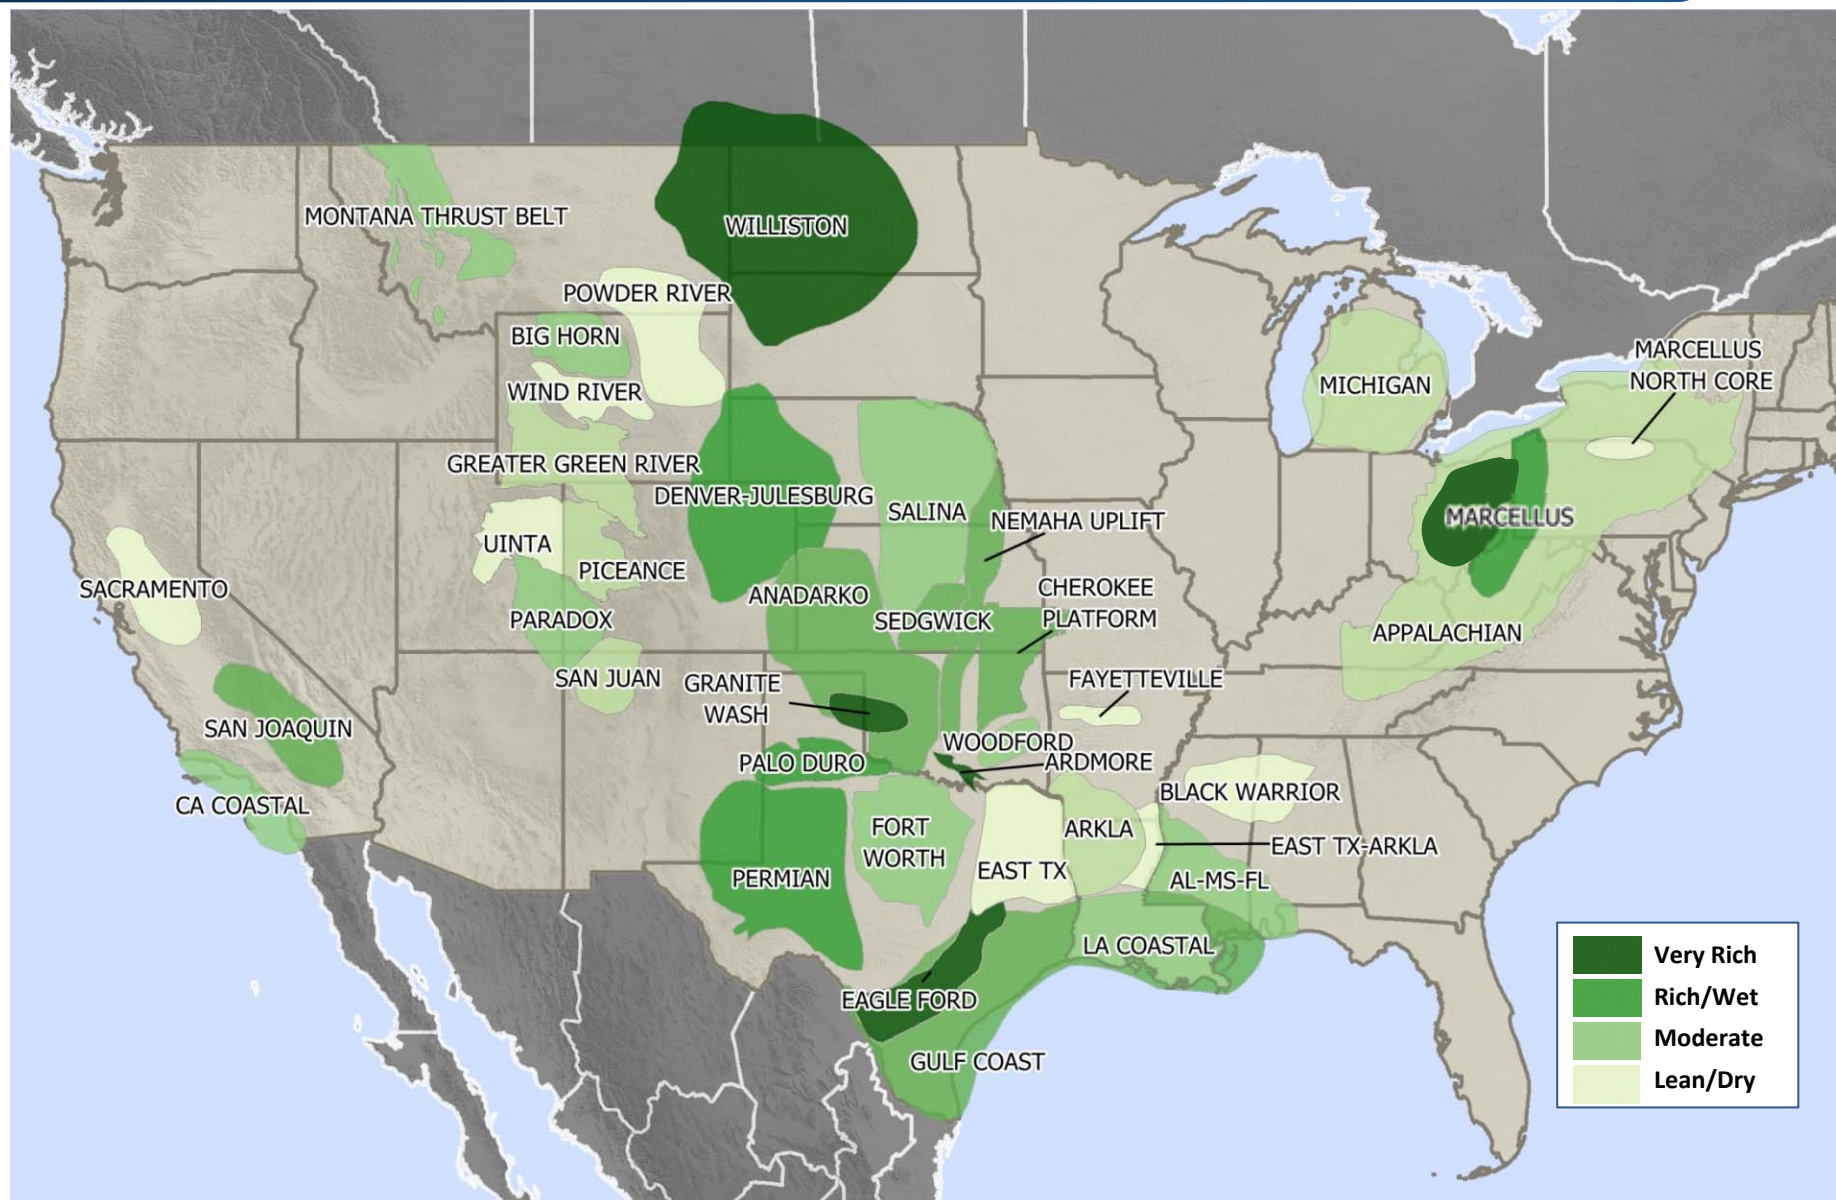 MONTANA THRUST BELT
WILLISTON
POWDER RIVER
BIG HORN
WIND RIVER
MICHIGAN
MARCELLUS
NORTH CORE
GREATER GREEN RIVER
DENVER-JULESBURG
SALINA
NEMAHA UPLIFT
MARCELLUS
UINTA
PICEANCE
SACRAMENTO
ANADARKO
CHEROKEE
PLATFORM
PARADOX
SEDGWICK
APPALACHIAN
SAN JUAN
GRANITE
WASH
FAYETTEVILLE
SAN JOAQUIN
WOODFORD
PALO DURO
ARDMORE
CA COASTAL
BLACK WARRIOR
FORT
WORTH
ARKLA
EAST TX-ARKLA
EAST TX
PERMIAN
AL-MS-FL
LA COASTAL
EAGLE FORD
GULF COAST
Very Rich
Rich/Wet
Moderate
Lean/Dry